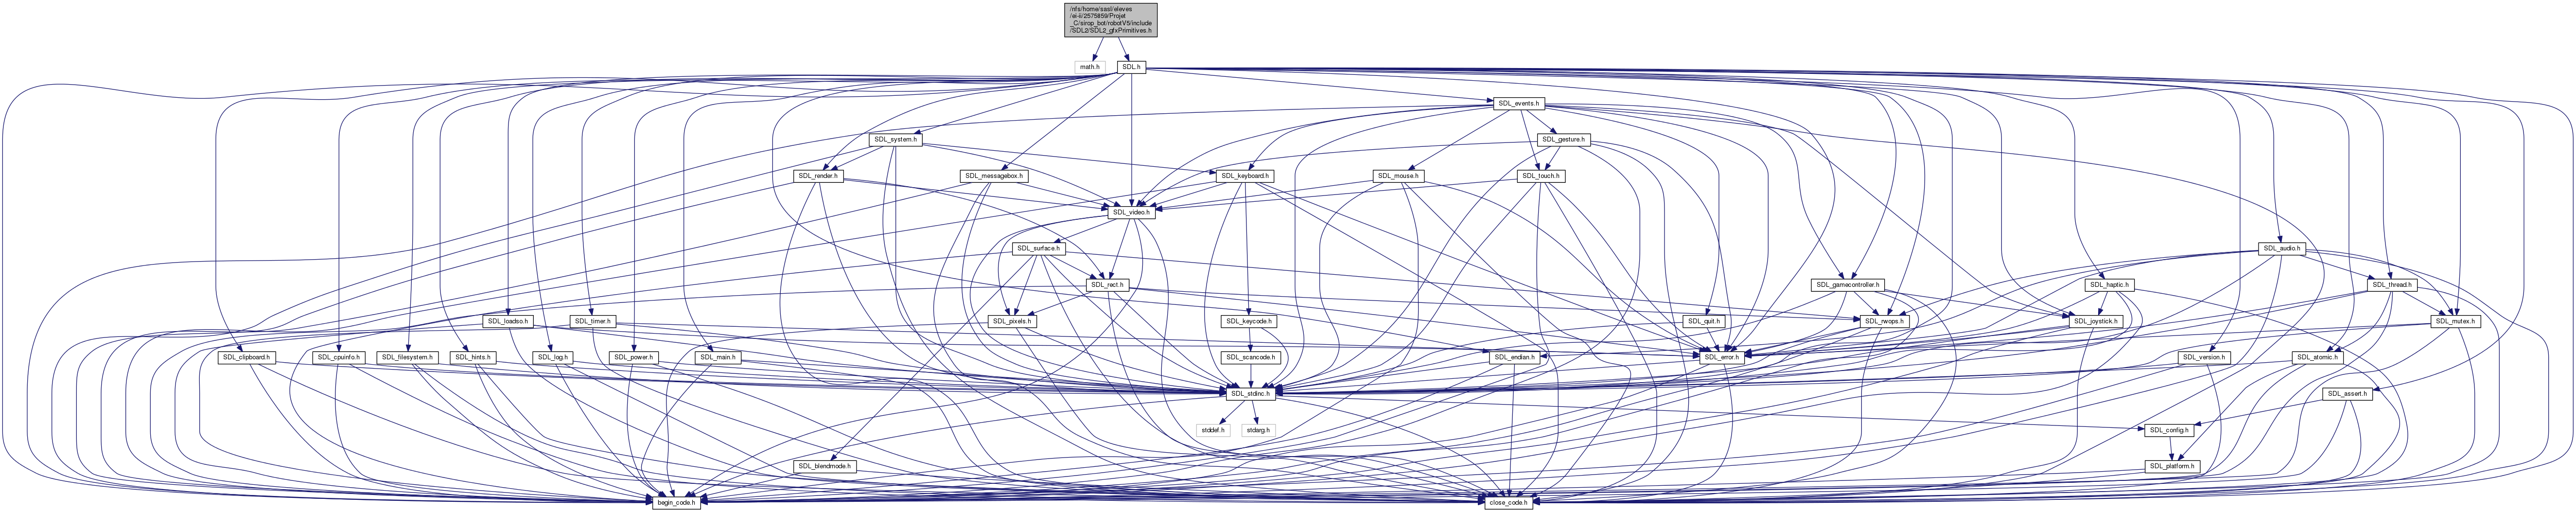 /nfs/home/sasl/eleves
/ei-ii/2575859/Projet
_C/sirop_bot/robotV5/include
/SDL2/SDL2_gfxPrimitives.h
math.h
SDL.h
SDL_events.h
SDL_system.h
SDL_gesture.h
SDL_render.h
SDL_messagebox.h
SDL_keyboard.h
SDL_mouse.h
SDL_touch.h
SDL_video.h
SDL_surface.h
SDL_audio.h
SDL_rect.h
SDL_gamecontroller.h
SDL_haptic.h
SDL_thread.h
SDL_loadso.h
SDL_timer.h
SDL_pixels.h
SDL_keycode.h
SDL_quit.h
SDL_rwops.h
SDL_joystick.h
SDL_mutex.h
SDL_clipboard.h
SDL_cpuinfo.h
SDL_filesystem.h
SDL_hints.h
SDL_log.h
SDL_power.h
SDL_main.h
SDL_scancode.h
SDL_endian.h
SDL_error.h
SDL_version.h
SDL_atomic.h
SDL_stdinc.h
SDL_assert.h
stddef.h
stdarg.h
SDL_config.h
SDL_blendmode.h
SDL_platform.h
begin_code.h
close_code.h